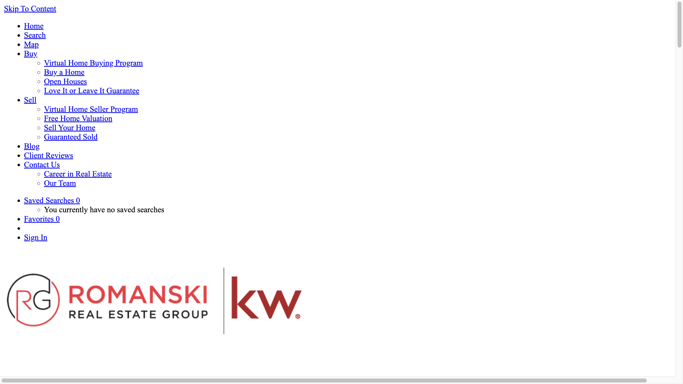 Skip To Content
Home
Search
Map
Buy
Virtual Home Buying Program
Buy a Home
Open Houses
Love It or Leave It Guarantee
Sell
Virtual Home Seller Program
Free Home Valuation
Sell Your Home
Guaranteed Sold
Blog
Client Reviews
Contact Us
Career in Real Estate
Our Team
Saved Searches 0
You currently have no saved searches
Favorites 0
Sign In
RG ROMANSKI
REAL ESTATE GROUP
kw®